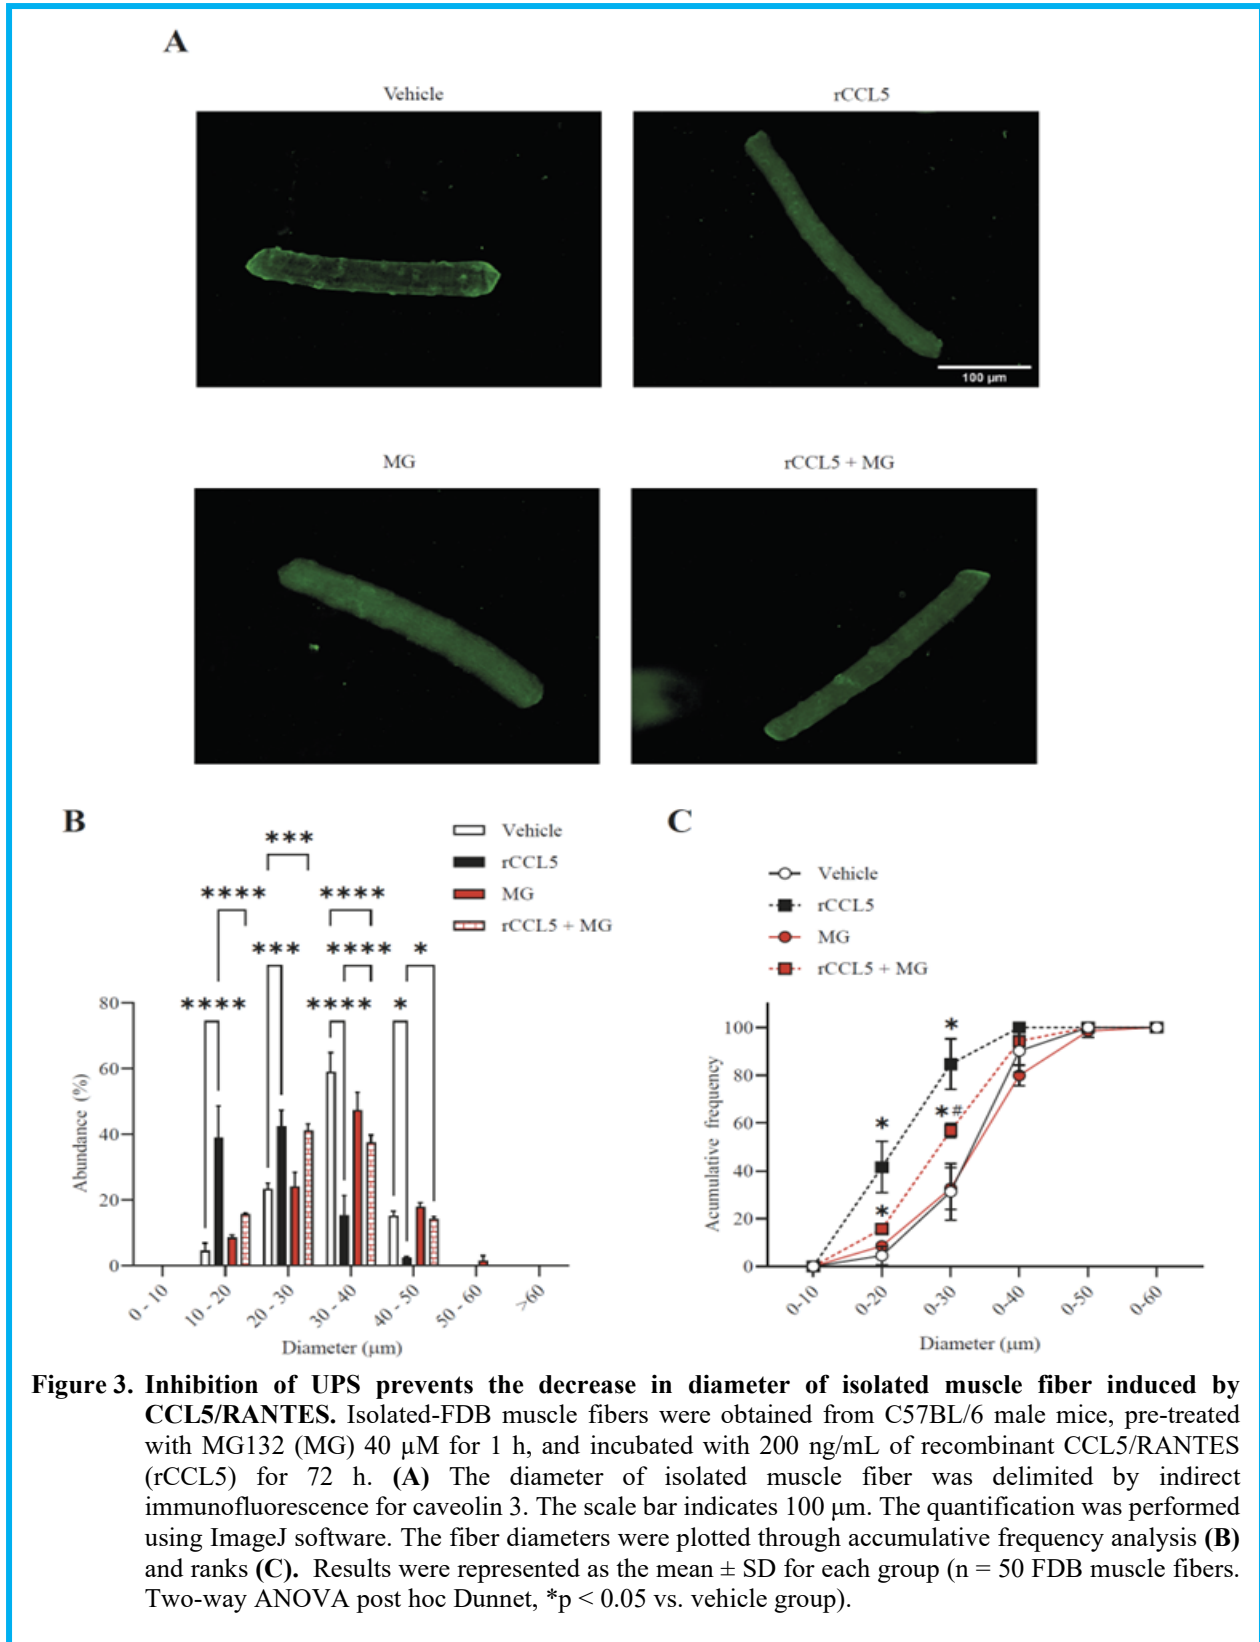 A
Vehicle
rCCL5
100 µm
MG
rCCL5 + MG
B
Vehicle
rCCL5
MG
rCCL5 + MG
***
****
****
***
****
*
****
****
*
80
60
40
20
0
Abundance (%)
0 - 10
10 - 20
20 - 30
30 - 40
40 - 50
50 - 60
>60
Diameter (µm)
C
Vehicle
rCCL5
MG
rCCL5 + MG
*
*
*#
*
100
80
60
40
20
0
Acumulative frequency
0-10
0-20
0-30
0-40
0-50
0-60
Diameter (µm)
Figure 3. Inhibition of UPS prevents the decrease in diameter of isolated muscle fiber induced by
CCL5/RANTES. Isolated-FDB muscle fibers were obtained from C57BL/6 male mice, pre-treated
with MG132 (MG) 40 µM for 1 h, and incubated with 200 ng/mL of recombinant CCL5/RANTES
(rCCL5) for 72 h. (A) The diameter of isolated muscle fiber was delimited by indirect
immunofluorescence for caveolin 3. The scale bar indicates 100 µm. The quantification was performed
using ImageJ software. The fiber diameters were plotted through accumulative frequency analysis (B)
and ranks (C). Results were represented as the mean ± SD for each group (n = 50 FDB muscle fibers.
Two-way ANOVA post hoc Dunnet, *p < 0.05 vs. vehicle group).